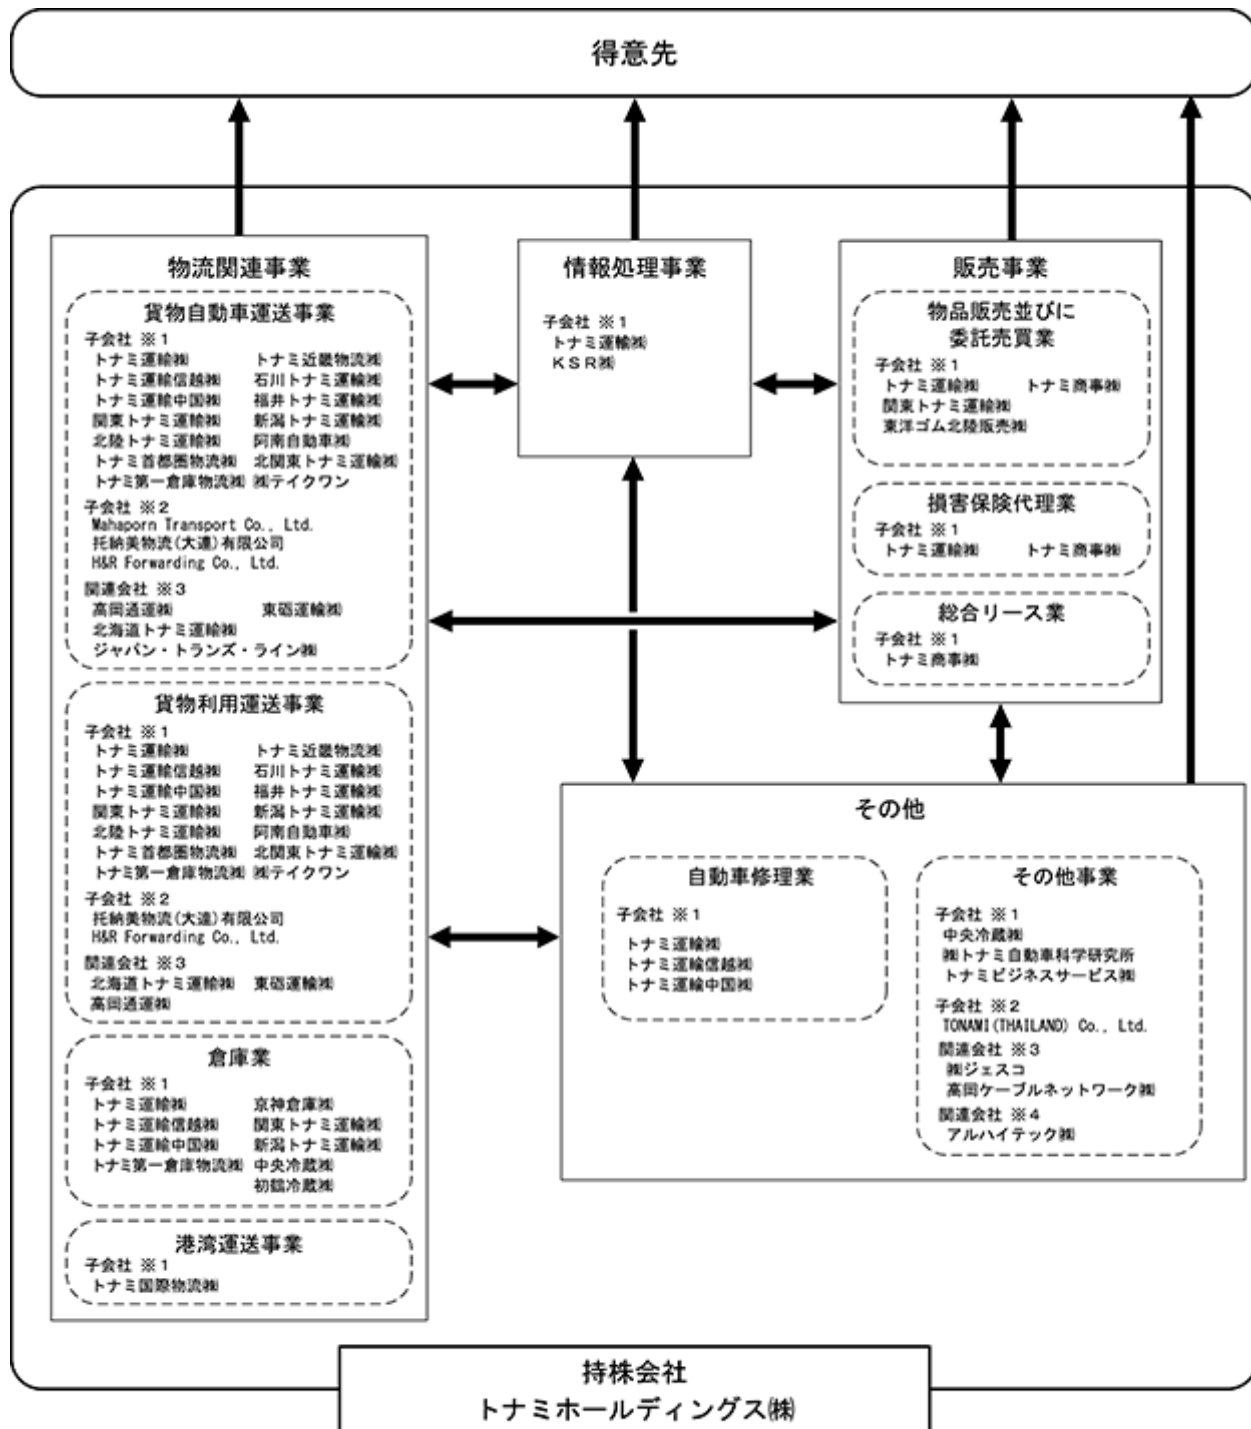 得意先
物流関連事業
貨物自動車運送事業
子会社 ※1
トナミ運輸㈱ トナミ近畿物流㈱
トナミ運輸信越㈱ 石川トナミ運輸㈱
トナミ運輸中国㈱ 福井トナミ運輸㈱
関東トナミ運輸㈱ 新潟トナミ運輸㈱
北陸トナミ運輸㈱ 阿南自動車㈱
トナミ首都圏物流㈱ 北関東トナミ運輸㈱
トナミ第一倉庫物流㈱ ㈱テイクワン
子会社 ※2
Mahaporn Transport Co., Ltd.
托納美物流(大連)有限公司
H&R Forwarding Co., Ltd.
関連会社 ※3
高岡通運㈱ 東砺運輸㈱
北海道トナミ運輸㈱
ジャパン・トランズ・ライン㈱
貨物利用運送事業
子会社 ※1
トナミ運輸㈱ トナミ近畿物流㈱
トナミ運輸信越㈱ 石川トナミ運輸㈱
トナミ運輸中国㈱ 福井トナミ運輸㈱
関東トナミ運輸㈱ 新潟トナミ運輸㈱
北陸トナミ運輸㈱ 阿南自動車㈱
トナミ首都圏物流㈱ 北関東トナミ運輸㈱
トナミ第一倉庫物流㈱ ㈱テイクワン
子会社 ※2
托納美物流(大連)有限公司
H&R Forwarding Co., Ltd.
関連会社 ※3
北海道トナミ運輸㈱ 東砺運輸㈱
高岡通運㈱
倉庫業
子会社 ※1
トナミ運輸㈱ 京神倉庫㈱
トナミ運輸信越㈱ 関東トナミ運輸㈱
トナミ運輸中国㈱ 新潟トナミ運輸㈱
トナミ第一倉庫物流㈱ 中央冷蔵㈱
初鶴冷蔵㈱
港湾運送事業
子会社 ※1
トナミ国際物流㈱
情報処理事業
子会社 ※1
トナミ運輸㈱
KSR㈱
販売事業
物品販売並びに
委託売買業
子会社 ※1
トナミ運輸㈱ トナミ商事㈱
関東トナミ運輸㈱
東洋ゴム北陸販売㈱
損害保険代理業
子会社 ※1
トナミ運輸㈱ トナミ商事㈱
総合リース業
子会社 ※1
トナミ商事㈱
その他
自動車修理業
子会社 ※1
トナミ運輸㈱
トナミ運輸信越㈱
トナミ運輸中国㈱
その他事業
子会社 ※1
中央冷蔵㈱
㈱トナミ自動車科学研究所
トナミビジネスサービス㈱
子会社 ※2
TONAMI(THAILAND) Co., Ltd.
関連会社 ※3
㈱ジェスコ
高岡ケーブルネットワーク㈱
関連会社 ※4
アルハイテック㈱
持株会社
トナミホールディングス㈱